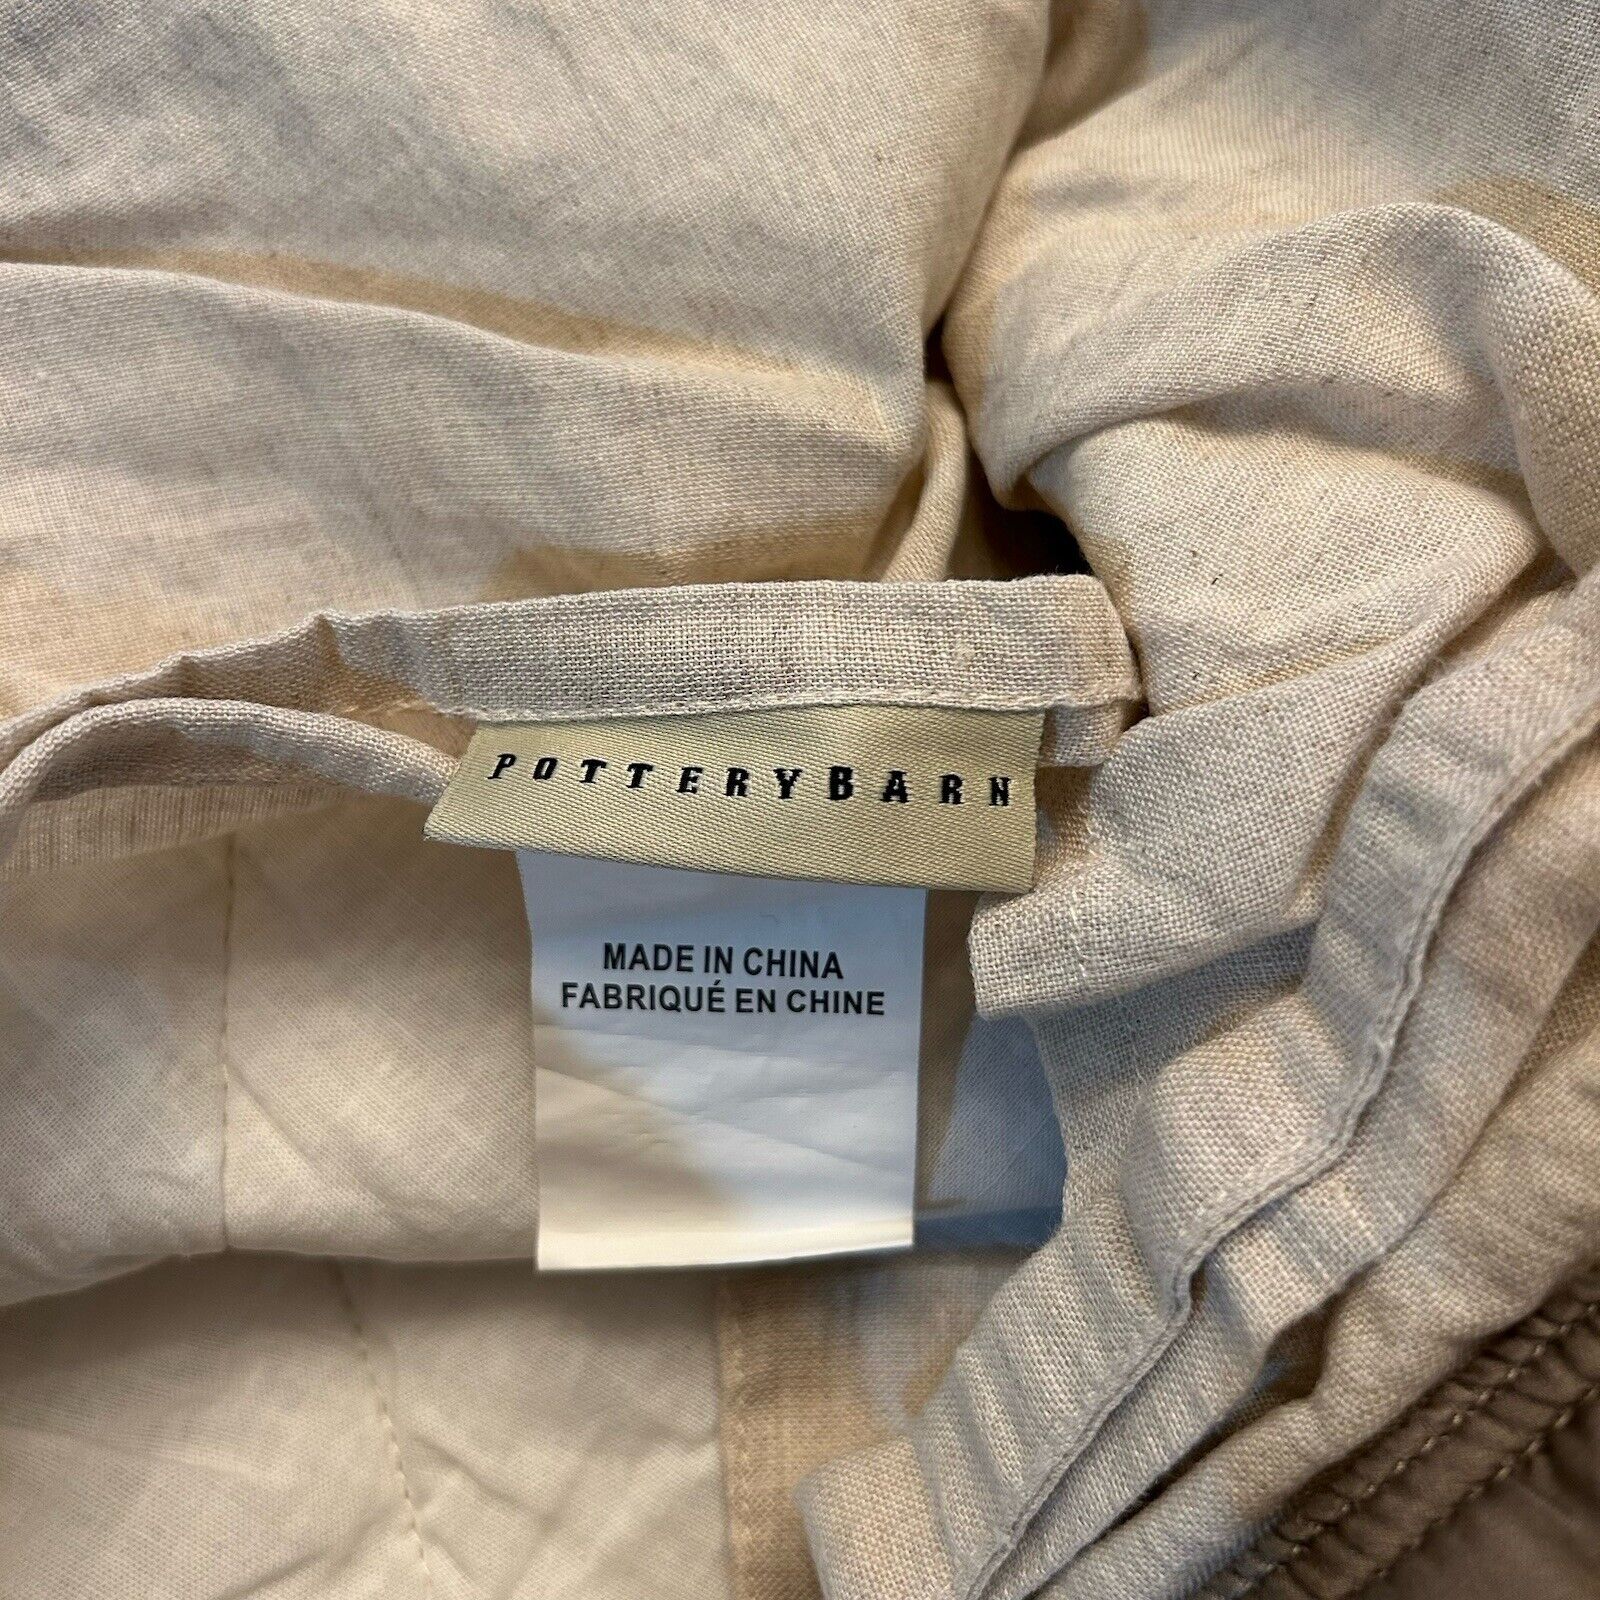 POTTERYBARN
MADE IN CHINA
FABRIQUÉ EN CHINE